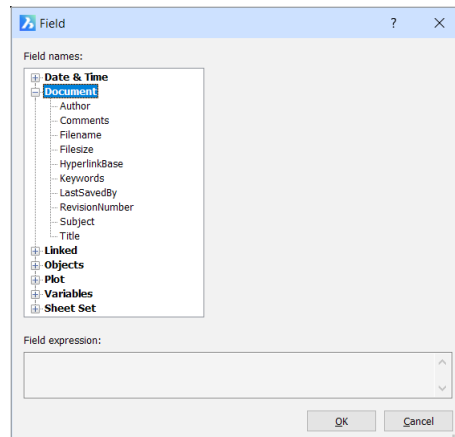 Field
Field names:
Date & Time
Document
Author
Comments
Filename
Filesize
HyperlinkBase
Keywords
LastSavedBy
RevisionNumber
Subject
Title
Linked
Objects
Plot
Variables
Sheet Set
Field expression:
OK Cancel